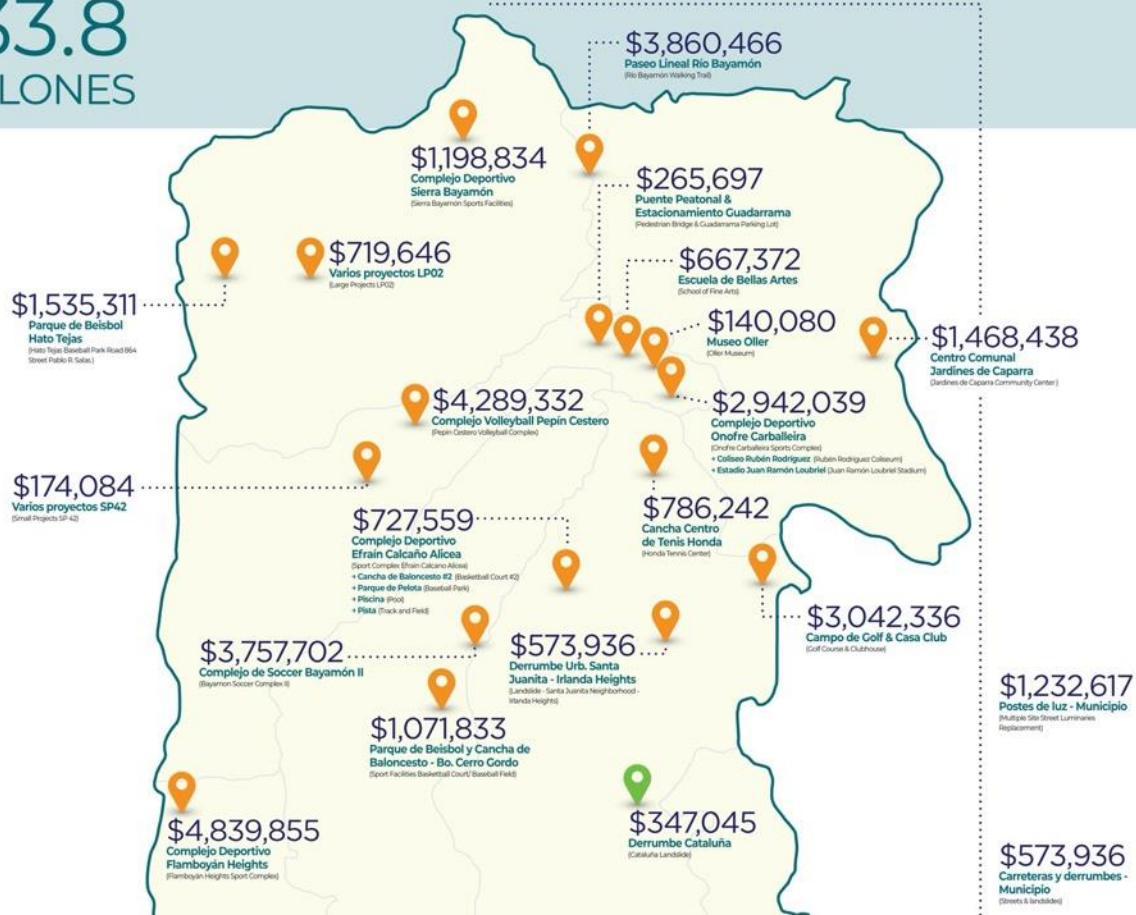 33.8
LONES
$3,860,466
Paseo Lineal Río Bayamón
(Río Bayamón Walking Trail)
$1,198,834
Complejo Deportivo
Sierra Bayamón
(Sierra Bayamón Sports Facilities)
$265,697
Puente Peatonal &
Estacionamiento Guadarrama
(Pedestrian Bridge & Guadarrama Parking Lot)
$719,646
Varios proyectos LP02
(Large Projects LP02)
$667,372
Escuela de Bellas Artes
(School of Fine Arts)
$1,535,311
Parque de Beisbol
Hato Tejas
(Hato Tejas Baseball Park Road 864
Street Pablo R. Salas.)
$140,080
Museo Oller
(Oller Museum)
$1,468,438
Centro Comunal
Jardines de Caparra
(Jardines de Caparra Community Center)
$4,289,332
Complejo Volleyball Pepín Cestero
(Pepín Cestero Volleyball Complex)
$2,942,039
Complejo Deportivo
Onofre Carballeira
(Onofre Carballeira Sports Complex)
+ Coliseo Rubén Rodríguez (Rubén Rodríguez Coliseum)
+ Estadio Juan Ramón Loubriel (Juan Ramón Loubriel Stadium)
$174,084
Varios proyectos SP42
(Small Projects SP 42)
$786,242
Cancha Centro
de Tenis Honda
(Honda Tennis Center)
$727,559
Complejo Deportivo
Efraín Calcaño Alicea
(Sport Complex Efraín Calcano Alicea)
+ Cancha de Baloncesto #2 (Basketball Court #2)
+ Parque de Pelota (Baseball Park)
+ Piscina (Pool)
+ Pista (Track and Field)
$3,042,336
Campo de Golf & Casa Club
(Golf Course & Clubhouse)
$3,757,702
Complejo de Soccer Bayamón II
(Bayamon Soccer Complex II)
$573,936
Derrumbe Urb. Santa
Juanita - Irlanda Heights
(Landslide - Santa Juanita Neighborhood -
Irlanda Heights)
$1,232,617
Postes de luz - Municipio
(Multiple Site Street Luminaries
Replacement)
$1,071,833
Parque de Beisbol y Cancha de
Baloncesto - Bo. Cerro Gordo
(Sport Facilities Basketball Court/ Baseball Field)
$4,839,855
Complejo Deportivo
Flamboyán Heights
(Flamboyán Heights Sport Complex)
$347,045
Derrumbe Cataluña
(Cataluña Landslide)
$573,936
Carreteras y derrumbes -
Municipio
(Streets & landslides)